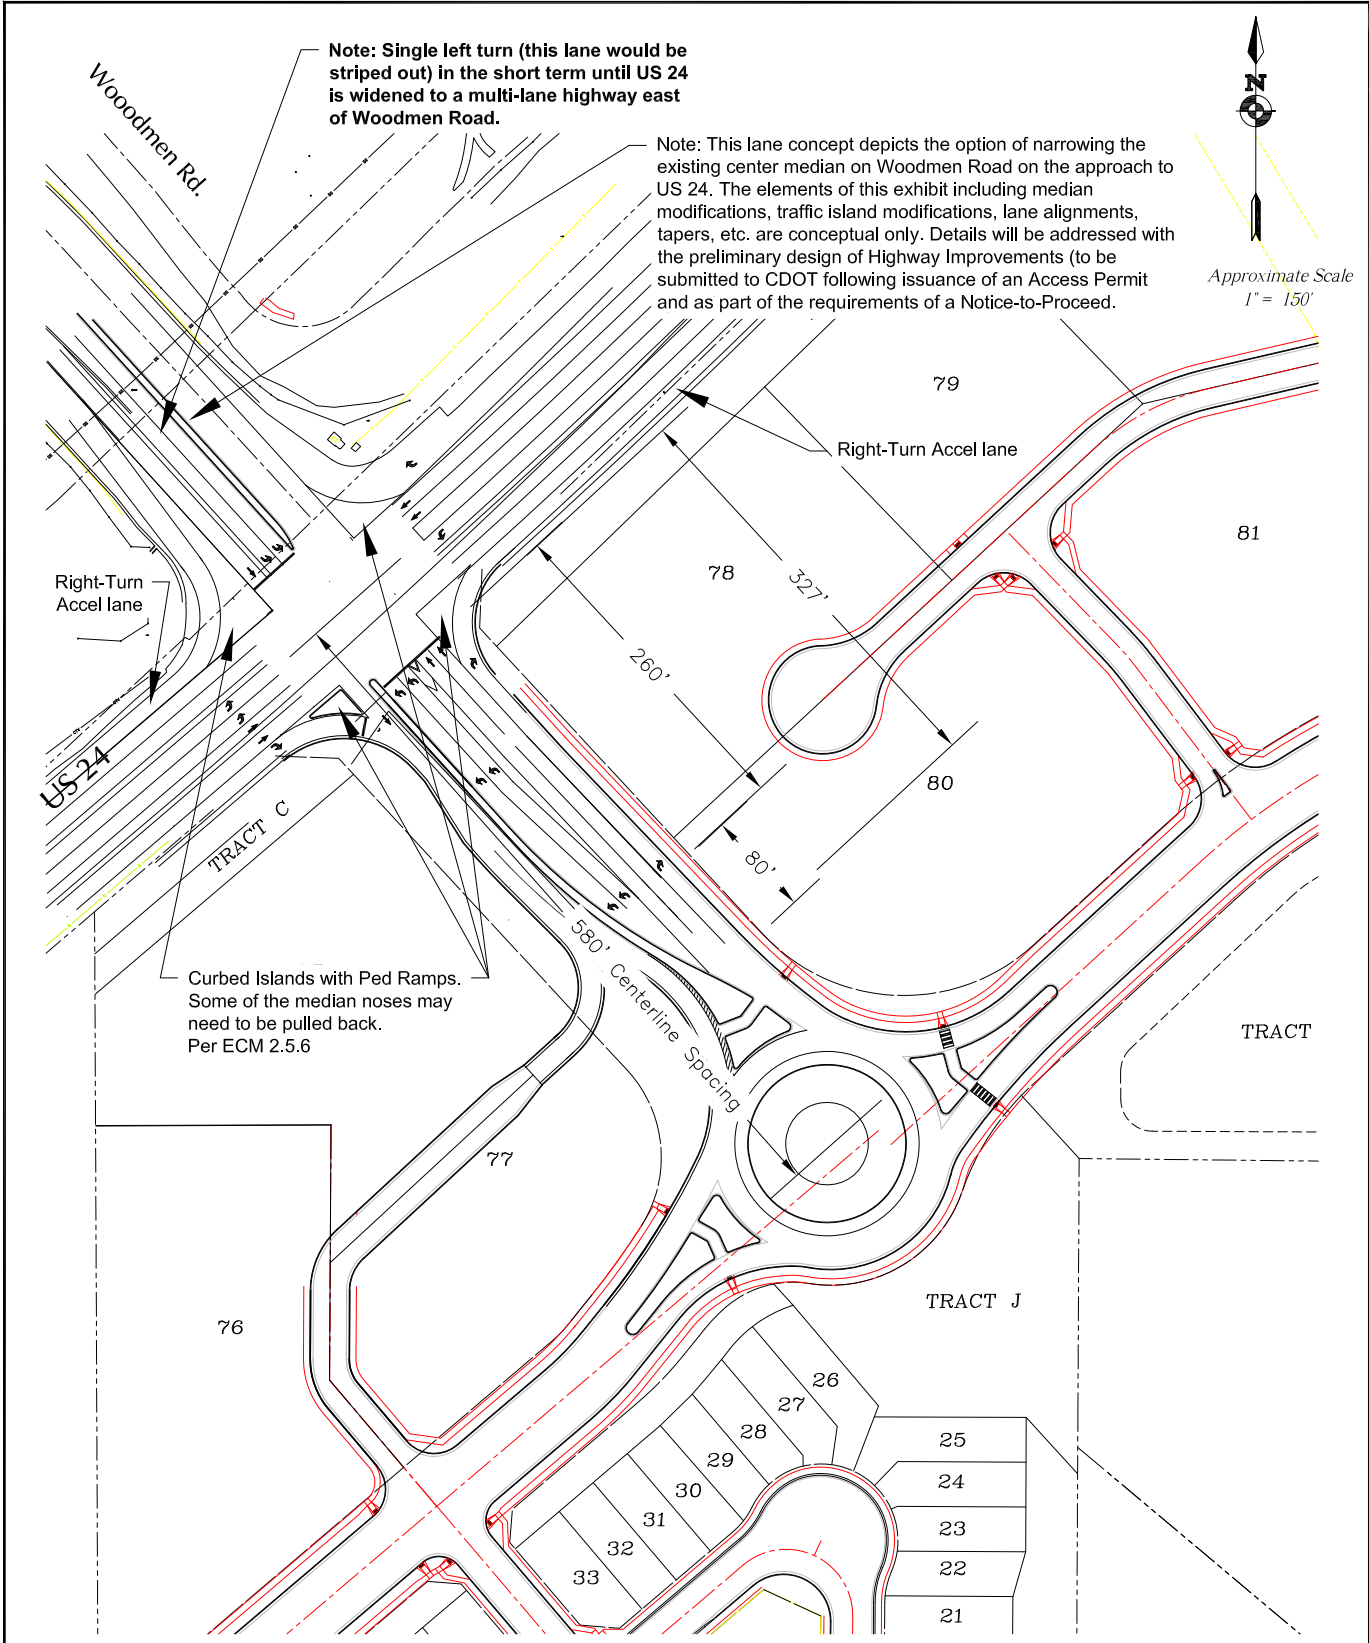 Note: Single left turn (this lane would be
striped out) in the short term until US 24
is widened to a multi-lane highway east
of Woodmen Road.
Wooodmen Rd.
N
Note: This lane concept depicts the option of narrowing the
existing center median on Woodmen Road on the approach to
US 24. The elements of this exhibit including median
modifications, traffic island modifications, lane alignments,
tapers, etc. are conceptual only. Details will be addressed with
the preliminary design of Highway Improvements (to be
submitted to CDOT following issuance of an Access Permit
and as part of the requirements of a Notice-to-Proceed.
Approximate Scale
1" = 150'
79
Right-Turn Accel lane
81
78
327'
Right-Turn
Accel lane
260'
US 24
80
TRACT C
80'
580' Centerline Spacing
Curbed Islands with Ped Ramps.
Some of the median noses may
need to be pulled back.
Per ECM 2.5.6
TRACT
77
TRACT J
76
26
27
28
29
30
31
32
33
25
24
23
22
21